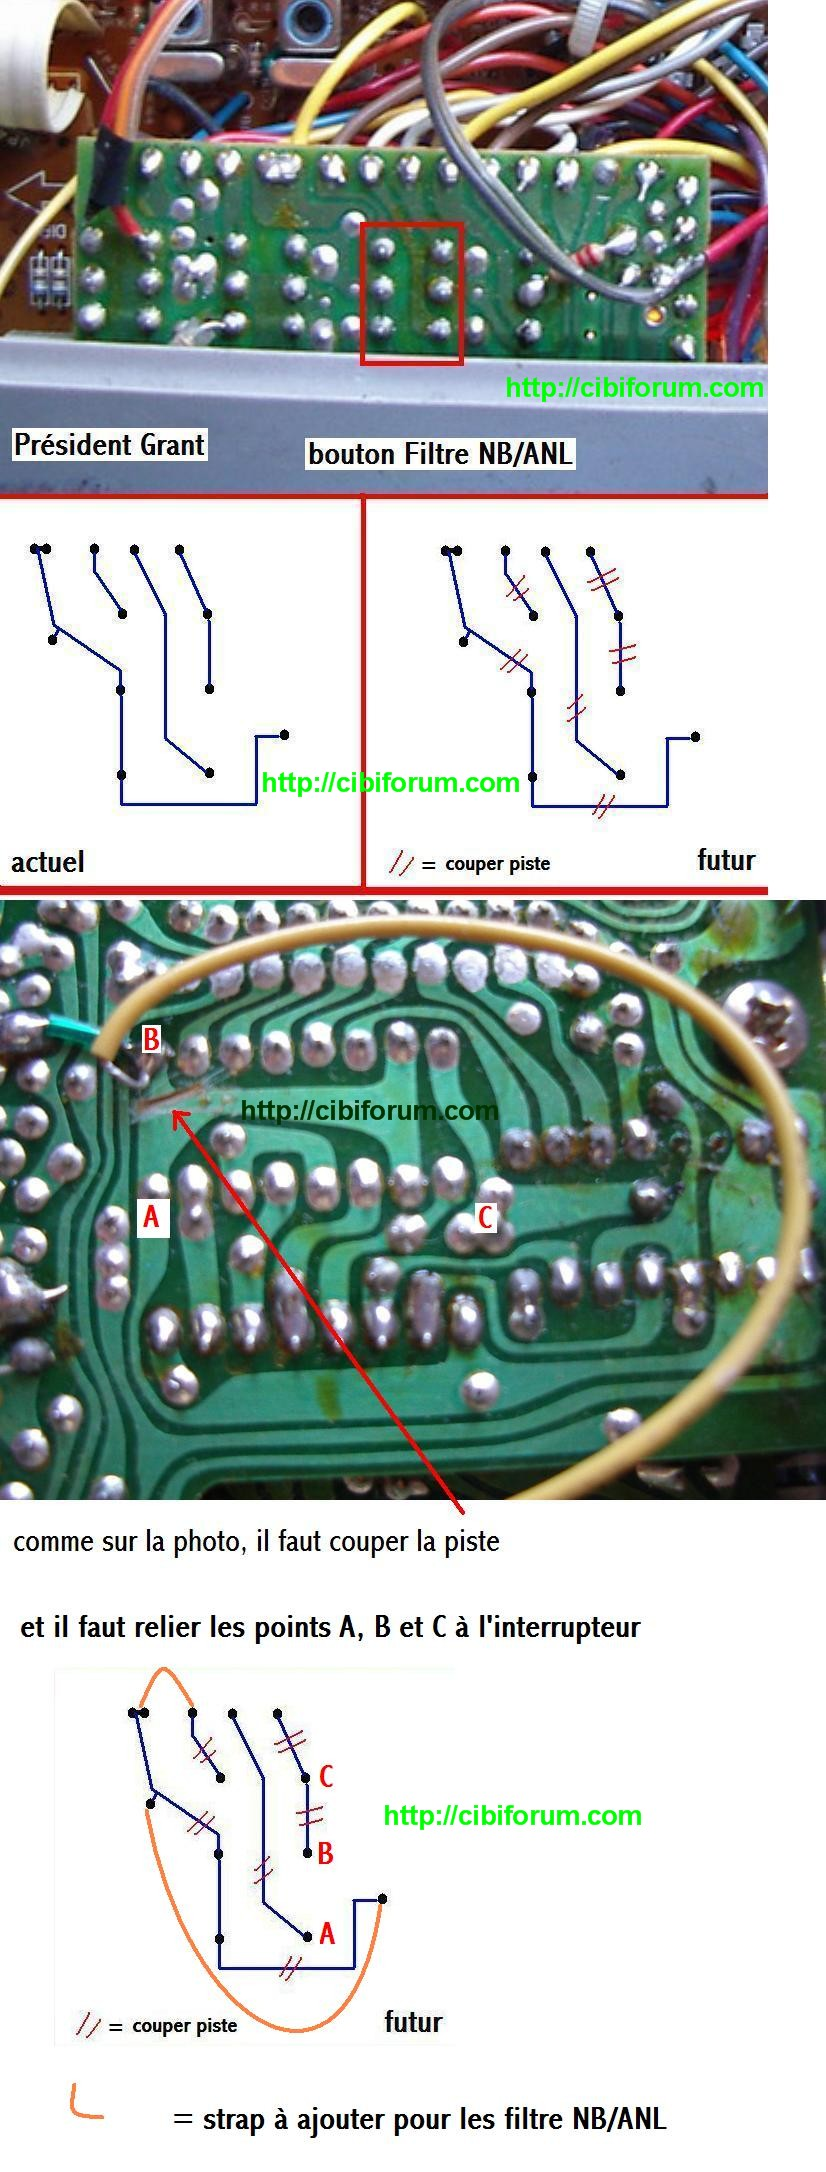 http://cibiforum.com
Président Grant
bouton Filtre NB/ANL
http://cibiforum.com
actuel
// = couper piste
futur
B
http://cibiforum.com
A
C
comme sur la photo, il faut couper la piste
et il faut relier les points A, B et C à l'interrupteur
C
http://cibiforum.com
B
A
// = couper piste
futur
= strap à ajouter pour les filtre NB/ANL